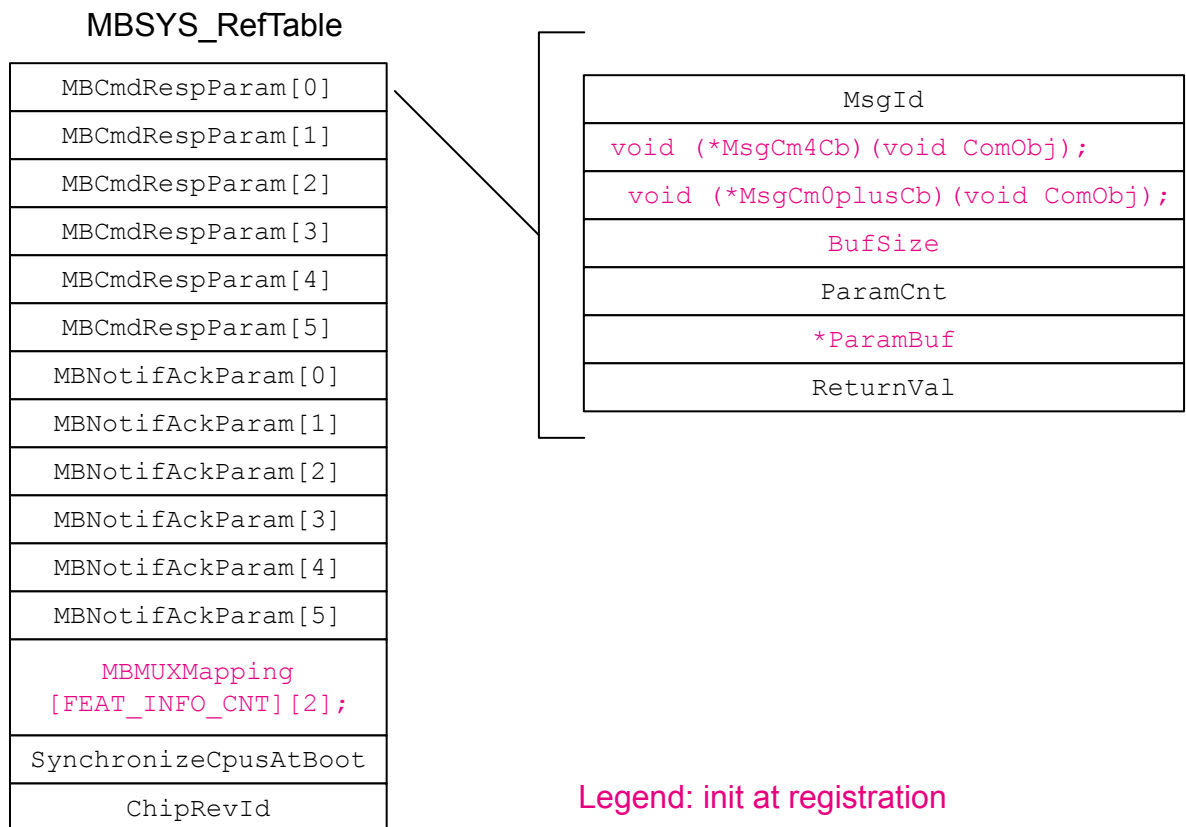 MBSYS_RefTable
MBCmdRespParam[0]
MBCmdRespParam[1]
MBCmdRespParam[2]
MBCmdRespParam[3]
MBCmdRespParam[4]
MBCmdRespParam[5]
MBNotifAckParam[0]
MBNotifAckParam[1]
MBNotifAckParam[2]
MBNotifAckParam[3]
MBNotifAckParam[4]
MBNotifAckParam[5]
MBMUXMapping
[FEAT_INFO_CNT][2];
SynchronizeCpusAtBoot
ChipRevId
MsgId
void (*MsgCm4Cb)(void ComObj);
void (*MsgCm0plusCb)(void ComObj);
BufSize
ParamCnt
*ParamBuf
ReturnVal
Legend: init at registration